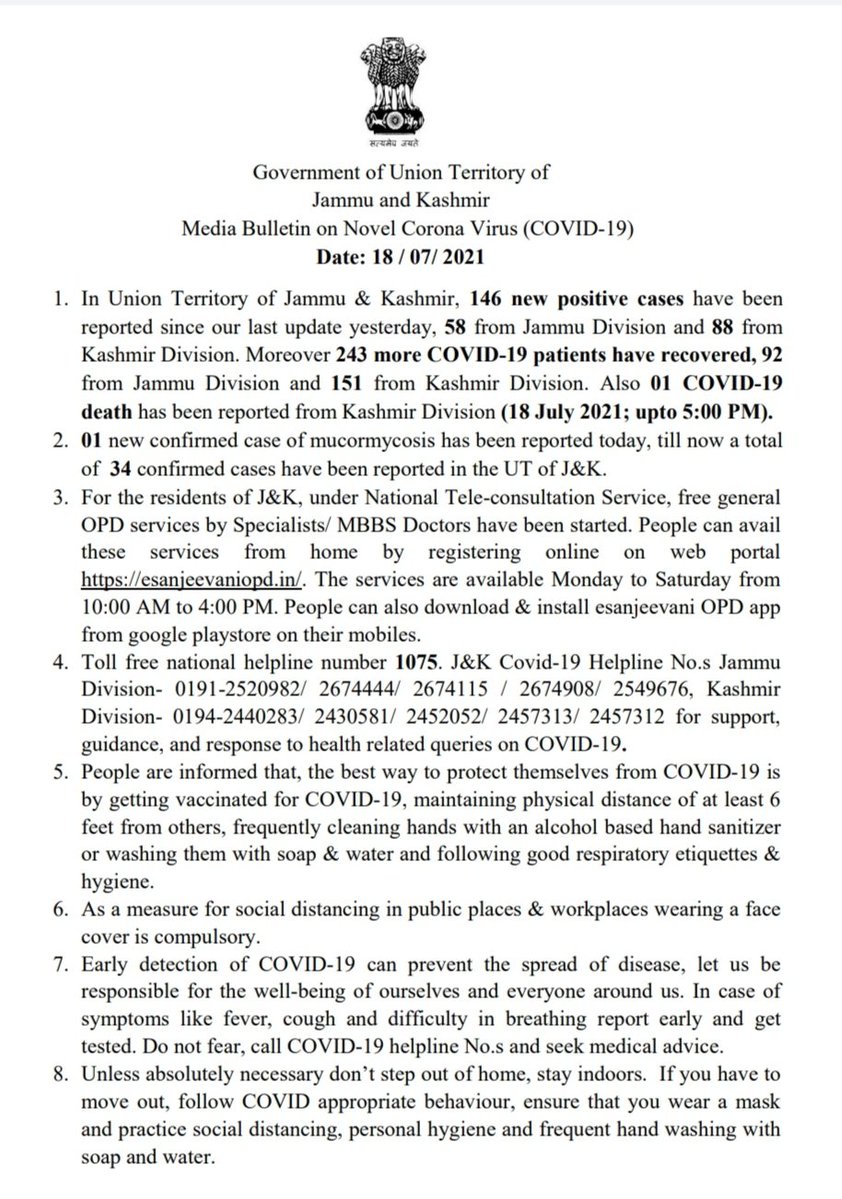 सत्यमेव जयते
Government of Union Territory of
Jammu and Kashmir
Media Bulletin on Novel Corona Virus (COVID-19)
Date: 18 / 07/ 2021
1. In Union Territory of Jammu & Kashmir, 146 new positive cases have been
reported since our last update yesterday, 58 from Jammu Division and 88 from
Kashmir Division. Moreover 243 more COVID-19 patients have recovered, 92
from Jammu Division and 151 from Kashmir Division. Also 01 COVID-19
death has been reported from Kashmir Division (18 July 2021; upto 5:00 PM).
2. 01 new confirmed case of mucormycosis has been reported today, till now a total
of 34 confirmed cases have been reported in the UT of J&K.
3. For the residents of J&K, under National Tele-consultation Service, free general
OPD services by Specialists/ MBBS Doctors have been started. People can avail
these services from home by registering online on web portal
https://esanjeevaniopd.in/. The services are available Monday to Saturday from
10:00 AM to 4:00 PM. People can also download & install esanjeevani OPD app
from google playstore on their mobiles.
4. Toll free national helpline number 1075. J&K Covid-19 Helpline No.s Jammu
Division- 0191-2520982/ 2674444/ 2674115 / 2674908/ 2549676, Kashmir
Division- 0194-2440283/ 2430581/ 2452052/ 2457313/ 2457312 for support,
guidance, and response to health related queries on COVID-19.
5. People are informed that, the best way to protect themselves from COVID-19 is
by getting vaccinated for COVID-19, maintaining physical distance of at least 6
feet from others, frequently cleaning hands with an alcohol based hand sanitizer
or washing them with soap & water and following good respiratory etiquettes &
hygiene.
6. As a measure for social distancing in public places & workplaces wearing a face
cover is compulsory.
7. Early detection of COVID-19 can prevent the spread of disease, let us be
responsible for the well-being of ourselves and everyone around us. In case of
symptoms like fever, cough and difficulty in breathing report early and get
tested. Do not fear, call COVID-19 helpline No.s and seek medical advice.
8. Unless absolutely necessary don’t step out of home, stay indoors. If you have to
move out, follow COVID appropriate behaviour, ensure that you wear a mask
and practice social distancing, personal hygiene and frequent hand washing with
soap and water.